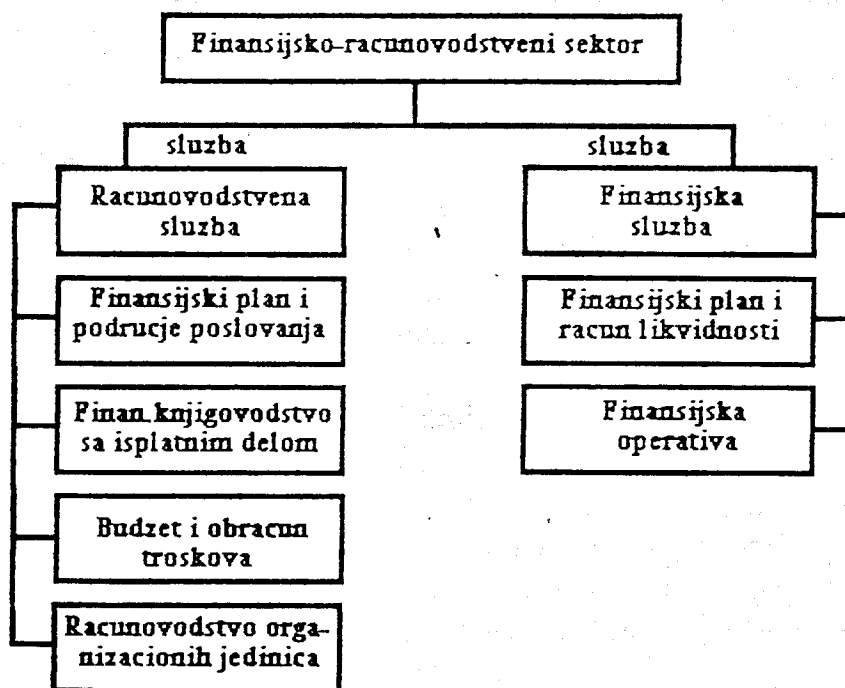 Finansijsko-racunovodstveni sektor
sluzba
sluzba
Racunovodstvena
sluzba
Finansijski plan i
podrucje poslovanja
Finan.knjigovodstvo
sa isplatnim delom
Budzet i obracun
troskova
Racunovodstvo orga-
nizacionih jedinica
Finansijska
sluzba
Finansijski plan i
racun likvidnosti
Finansijska
operativa